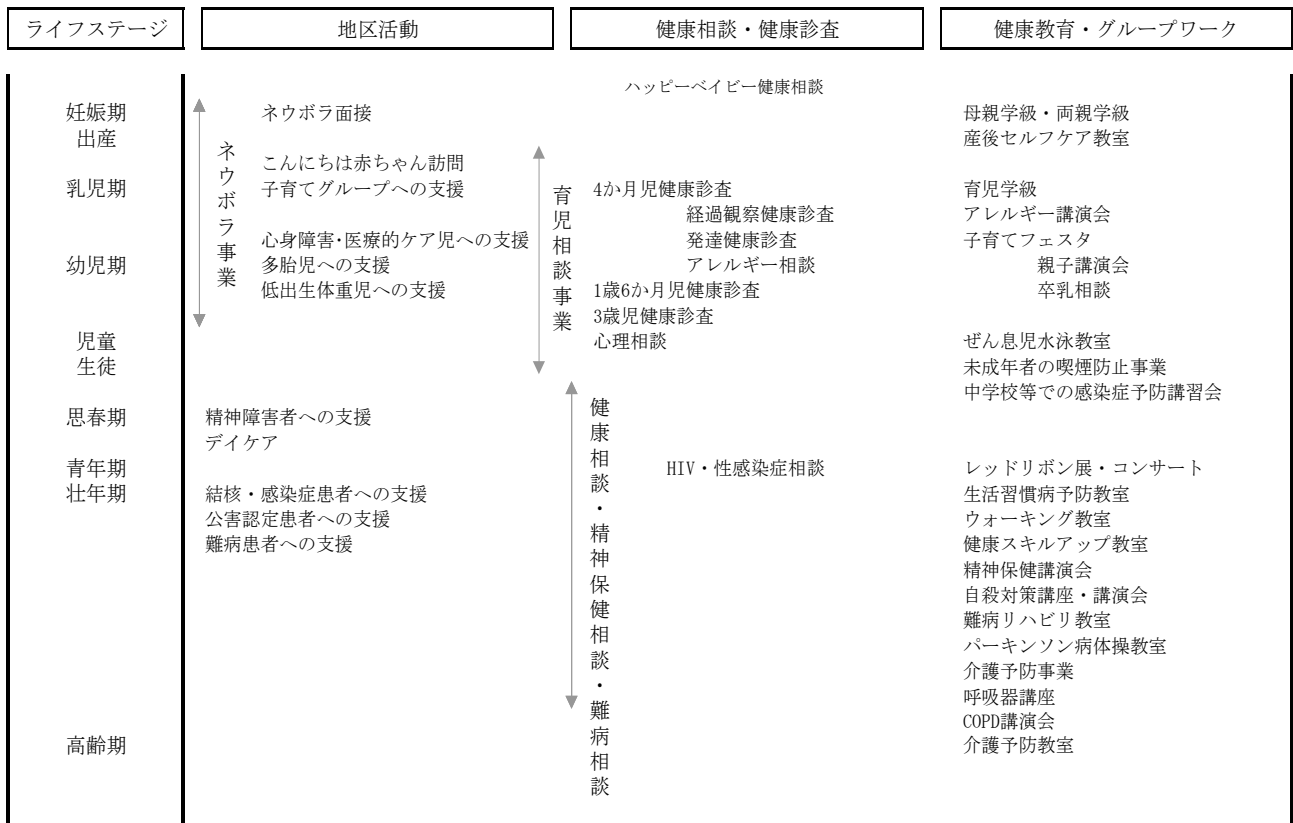 ライフステージ
地区活動
健康相談・健康診査
健康教育・グループワーク
妊娠期
出産
乳児期
幼児期
児童
生徒
思春期
青年期
壮年期
高齢期
ネウボラ事業
ネウボラ面接
こんにちは赤ちゃん訪問
子育てグループへの支援
心身障害・医療的ケア児への支援
多胎児への支援
低出生体重児への支援
精神障害者への支援
デイケア
結核・感染症患者への支援
公害認定患者への支援
難病患者への支援
育児相談事業
ハッピーベイビー健康相談
4か月児健康診査
経過観察健康診査
発達健康診査
アレルギー相談
1歳6か月児健康診査
3歳児健康診査
心理相談
健康相談・精神保健相談・難病相談
HIV・性感染症相談
母親学級・両親学級
産後セルフケア教室
育児学級
アレルギー講演会
子育てフェスタ
親子講演会
卒乳相談
ぜん息児水泳教室
未成年者の喫煙防止事業
中学校等での感染症予防講習会
レッドリボン展・コンサート
生活習慣病予防教室
ウォーキング教室
健康スキルアップ教室
精神保健講演会
自殺対策講座・講演会
難病リハビリ教室
パーキンソン病体操教室
介護予防事業
呼吸器講座
COPD講演会
介護予防教室